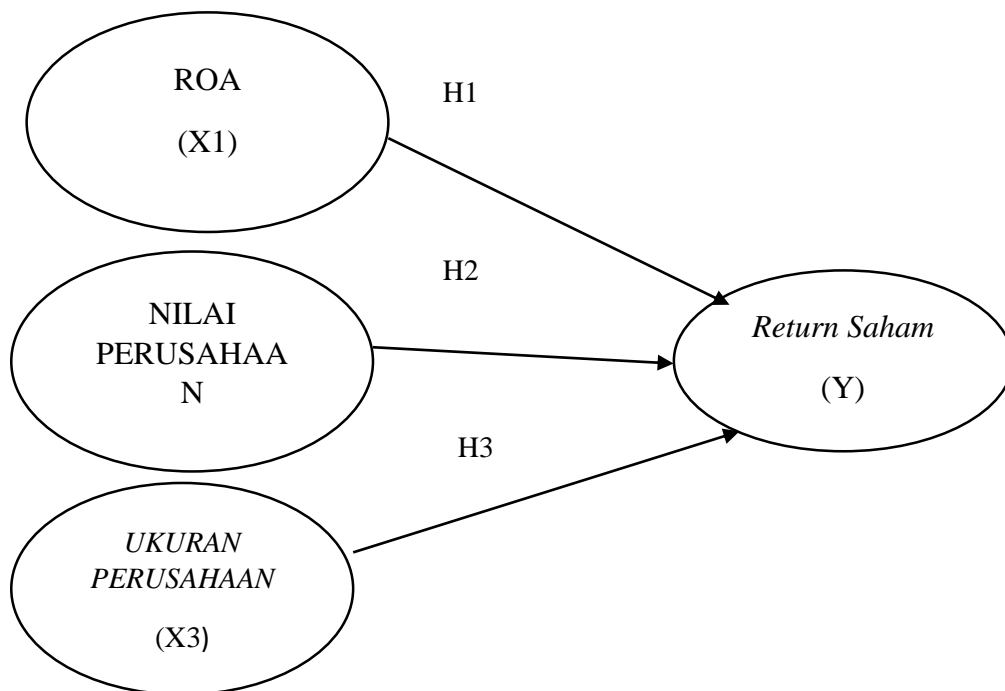 ROA
(X1)
H1
H2
NILAI
PERUSAHAA
N
Return Saham
(Y)
H3
UKURAN
PERUSAHAAN
(X3)